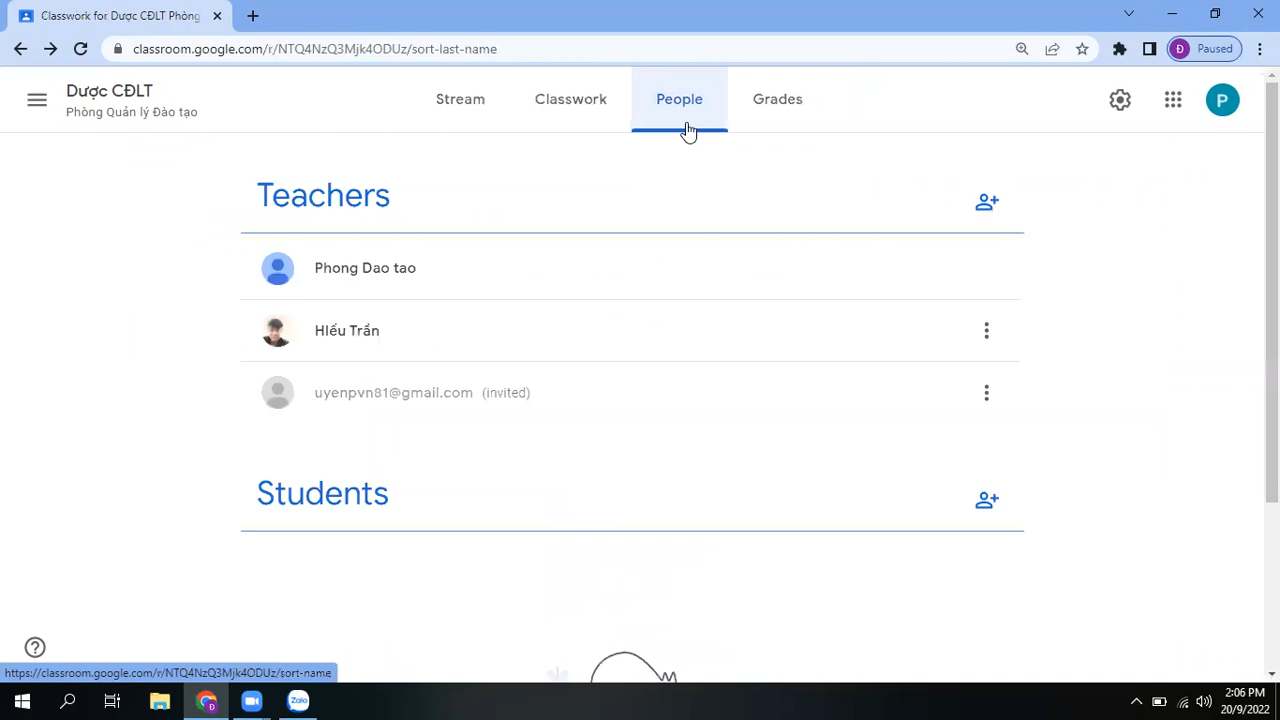 Classwork for Dược CĐLT Phòng
classroom.google.com/r/NTQ4NzQ3Mjk4ODUz/sort-last-name
Đ Paused
Dược CĐLT
Phòng Quản lý Đào tạo
Stream
Classwork
People
Grades
P
Teachers
Phong Dao tao
HIếu Trần
uyenpvn81@gmail.com (invited)
Students
https://classroom.google.com/r/NTQ4NzQ3Mjk4ODUz/sort-name
Zalo
2:06 PM
20/9/2022